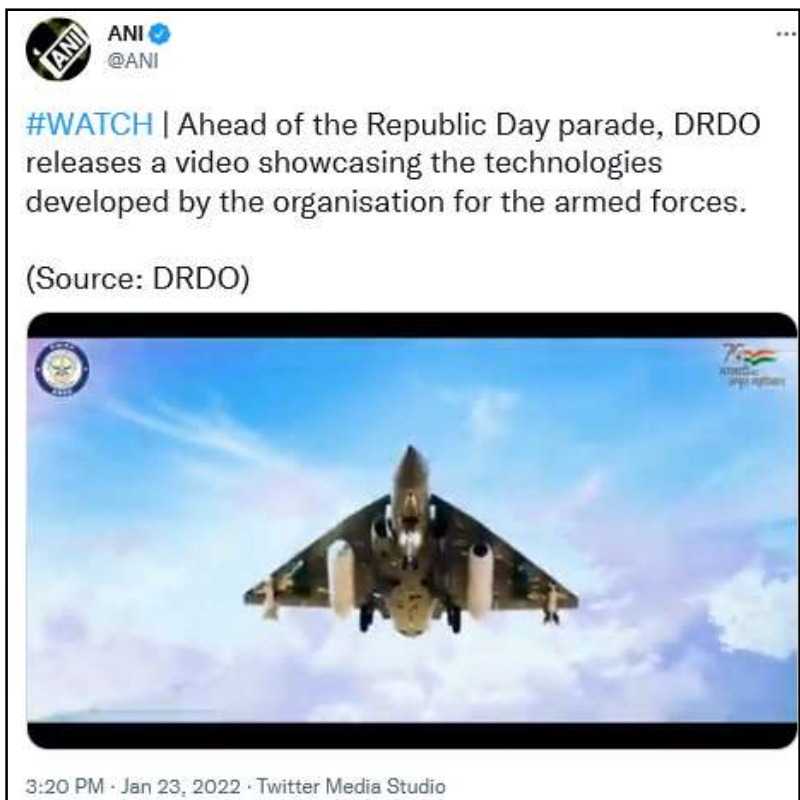 ANI
@ANI
ANI
#WATCH | Ahead of the Republic Day parade, DRDO
releases a video showcasing the technologies
developed by the organisation for the armed forces.
(Source: DRDO)
3:20 PM · Jan 23, 2022 · Twitter Media Studio